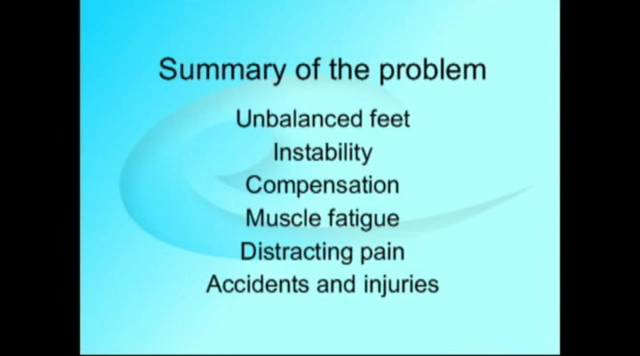 Summary of the problem
Unbalanced feet
Instability
Compensation
Muscle fatigue
Distracting pain
Accidents and injuries